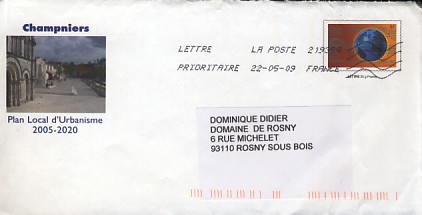 Champniers
Plan Local d'Urbanisme
2005-2020
LETTRE LA POSTE
PRIORITAIRE 22-05-09 FRANCE
DOMINIQUE DIDIER
DOMAINE DE ROSNY
6 RUE MICHELET
93110 ROSNY SOUS BOIS